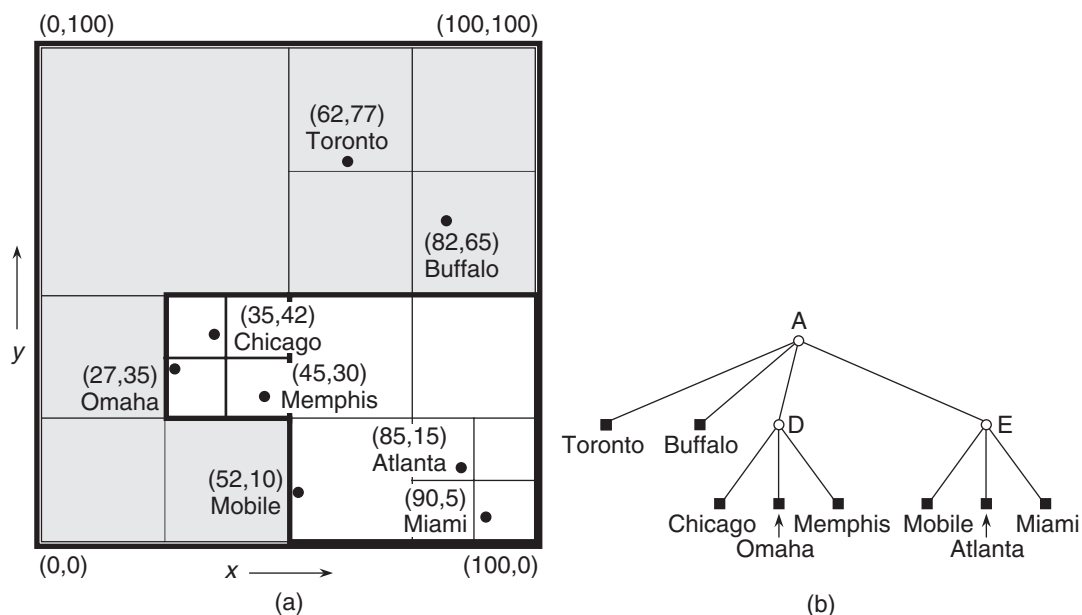 (0,100)
(100,100)
(62,77)
Toronto
(82,65)
Buffalo
(35,42)
Chicago
(27,35)
Omaha
(45,30)
Memphis
(85,15)
Atlanta
(52,10)
Mobile
(90,5)
Miami
y
(0,0)
x
(100,0)
(a)
A
Toronto
Buffalo
D
E
Chicago
Omaha
Memphis
Mobile
Atlanta
Miami
(b)